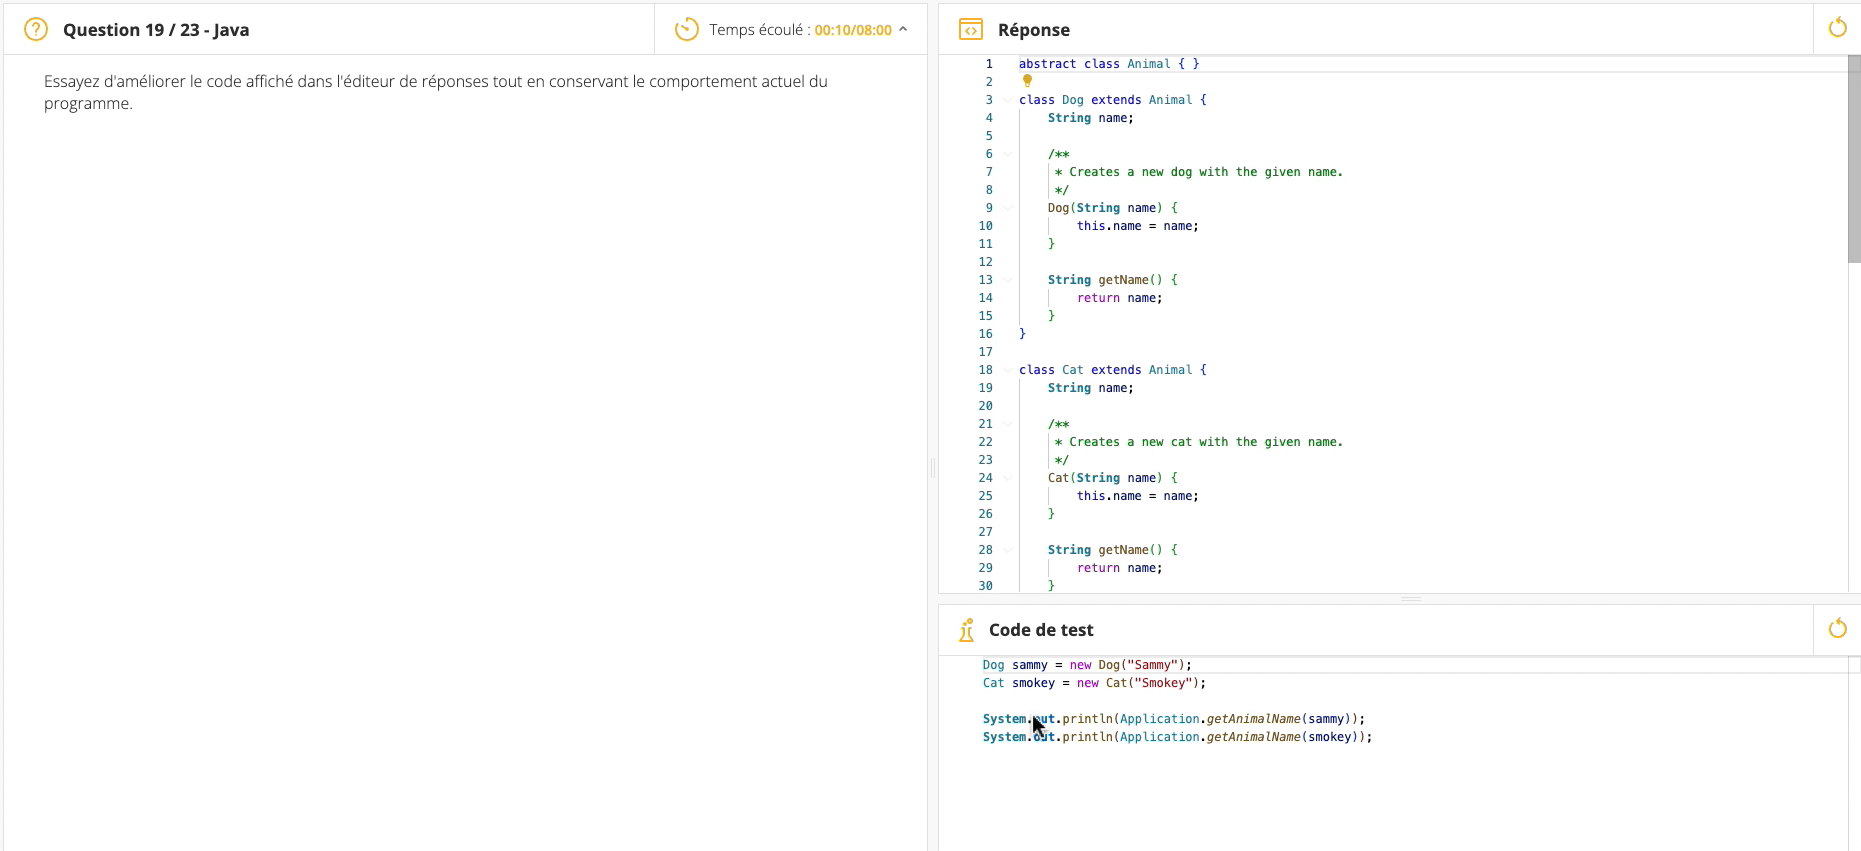 Question 19 / 23 - Java
Temps écoulé : 00:10/08:00
Essayez d'améliorer le code affiché dans l'éditeur de réponses tout en conservant le comportement actuel du
programme.
Réponse
1 abstract class Animal { }
2
3 class Dog extends Animal {
4 String name;
5
6 /**
7 * Creates a new dog with the given name.
8 */
9 Dog(String name) {
10 this.name = name;
11 }
12
13 String getName() {
14 return name;
15 }
16 }
17
18 class Cat extends Animal {
19 String name;
20
21 /**
22 * Creates a new cat with the given name.
23 */
24 Cat(String name) {
25 this.name = name;
26 }
27
28 String getName() {
29 return name;
30 }
Code de test
Dog sammy = new Dog("Sammy");
Cat smokey = new Cat("Smokey");
System.out.println(Application.getAnimalName(sammy));
System.out.println(Application.getAnimalName(smokey));